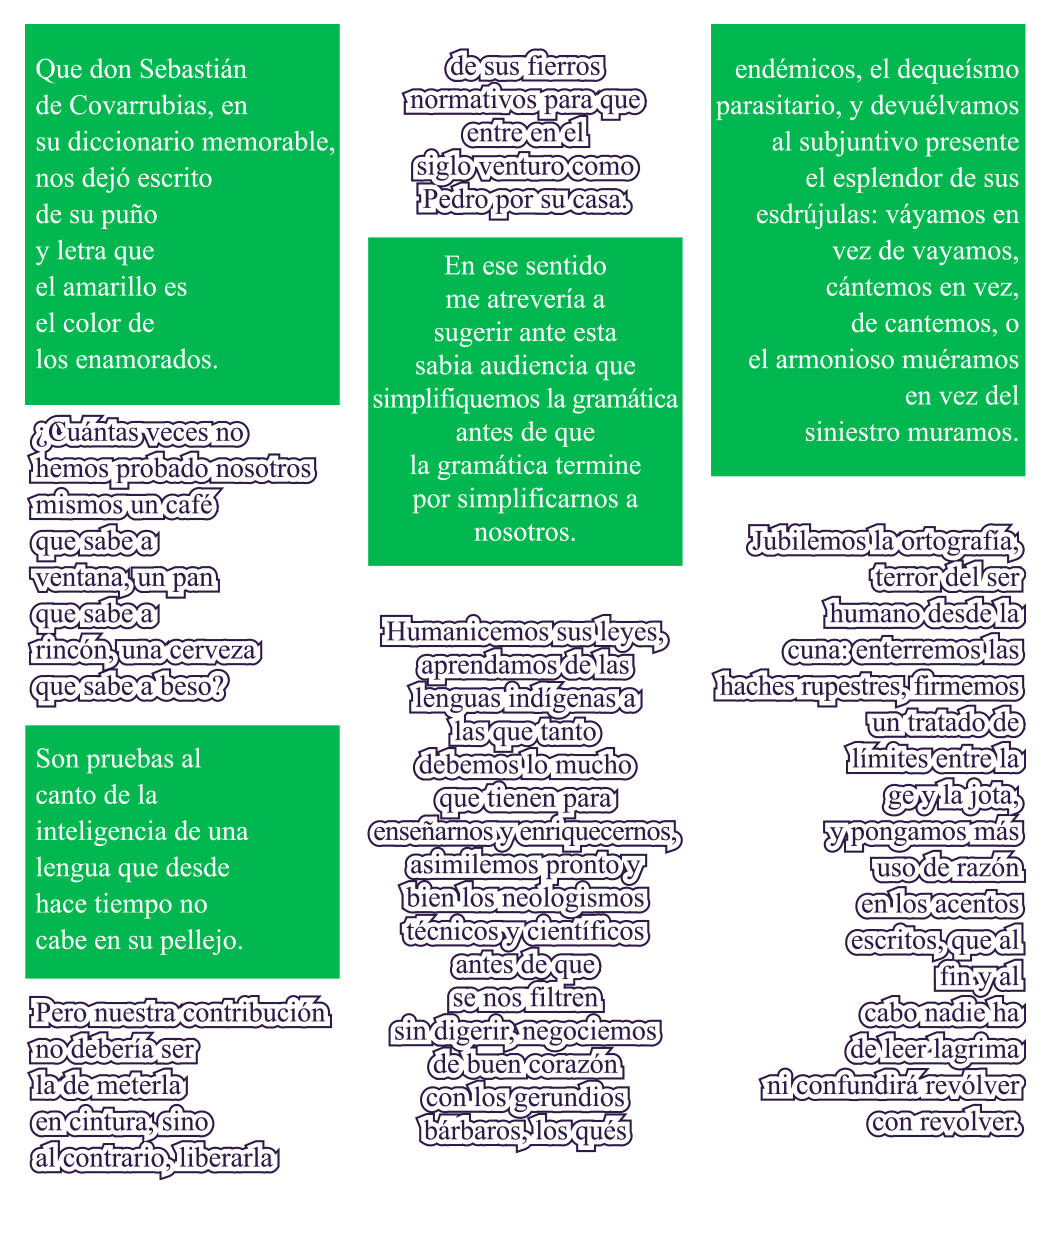 Que don Sebastián
de Covarrubias, en
su diccionario memorable,
nos dejó escrito
de su puño
y letra que
el amarillo es
el color de
los enamorados.
¿Cuántas veces no
hemos probado nosotros
mismos un café
que sabe a
ventana, un pan
que sabe a
rincón, una cerveza
que sabe a beso?
Son pruebas al
canto de la
inteligencia de una
lengua que desde
hace tiempo no
cabe en su pellejo.
Pero nuestra contribución
no debería ser
la de meterla
en cintura, sino
al contrario, liberarla
de sus fierros
normativos para que
entre en el
siglo venturo como
Pedro por su casa.
En ese sentido
me atrevería a
sugerir ante esta
sabia audiencia que
simplifiquemos la gramática
antes de que
la gramática termine
por simplificarnos a
nosotros.
Humanicemos sus leyes,
aprendamos de las
lenguas indígenas a
las que tanto
debemos lo mucho
que tienen para
enseñarnos y enriquecernos,
asimilemos pronto y
bien los neologismos
técnicos y científicos
antes de que
se nos filtren
sin digerir, negociemos
de buen corazón
con los gerundios
bárbaros, los qués
endémicos, el dequeísmo
parasitario, y devuélvamos
al subjuntivo presente
el esplendor de sus
esdrújulas: váyamos en
vez de vayamos,
cántemos en vez,
de cantemos, o
el armonioso muéramos
en vez del
siniestro muramos.
Jubilemos la ortografía,
terror del ser
humano desde la
cuna: enterremos las
haches rupestres, firmemos
un tratado de
límites entre la
ge y la jota,
y pongamos más
uso de razón
en los acentos
escritos, que al
fin y al
cabo nadie ha
de leer lagrima
ni confundirá revólver
con revolver.